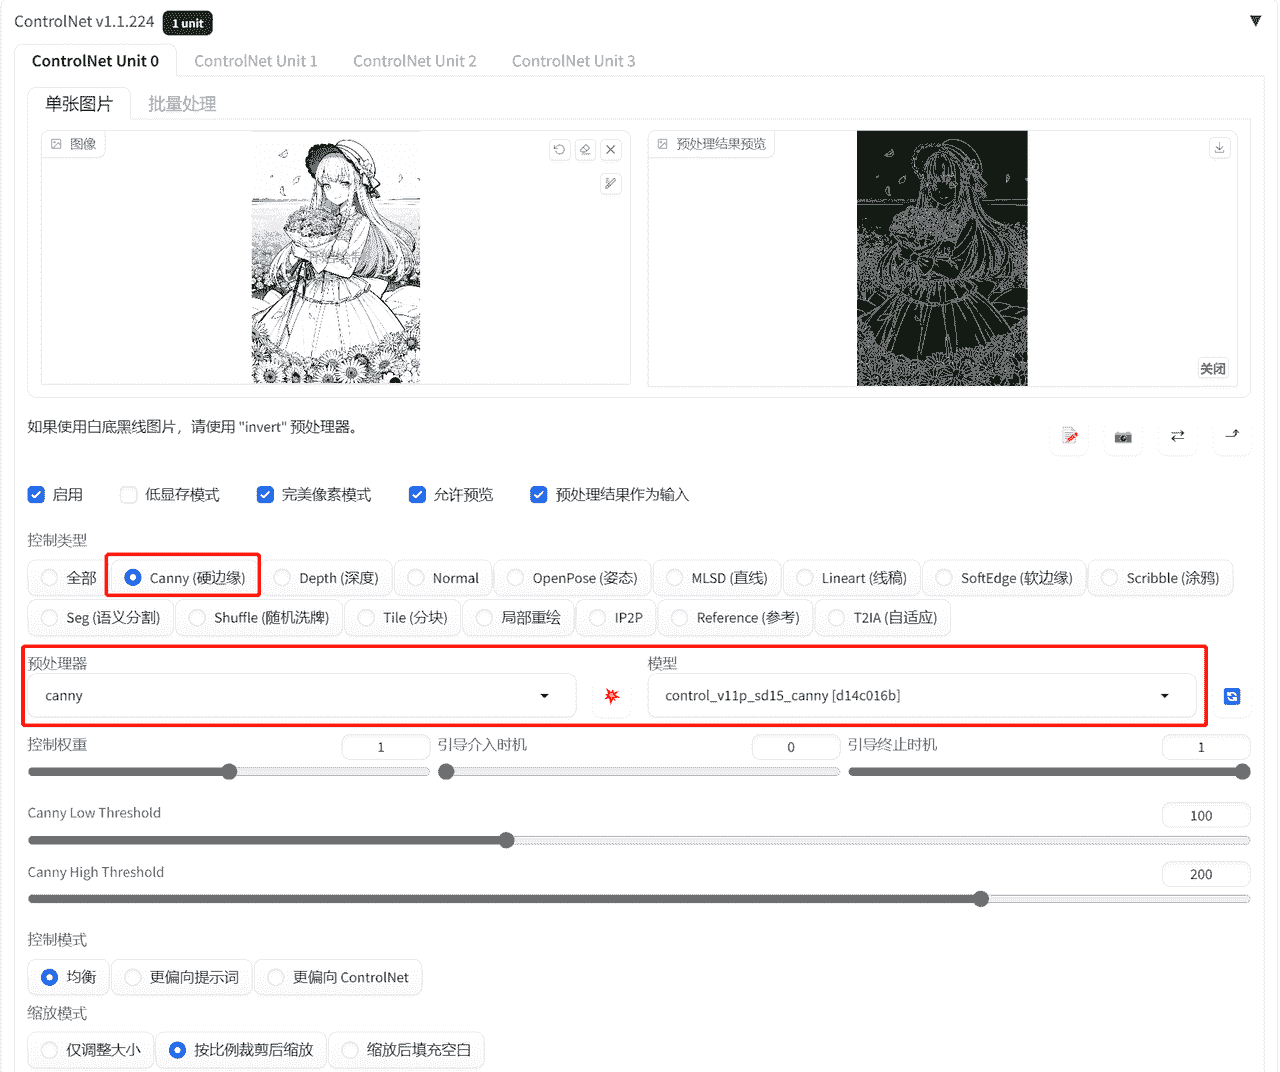 ControlNet v1.1.224 1 unit
ControlNet Unit 0 ControlNet Unit 1 ControlNet Unit 2 ControlNet Unit 3
单张图片 批量处理
图像 预处理结果预览
关闭
如果使用白底黑线图片，请使用 "invert" 预处理器。
启用 低显存模式 完美像素模式 允许预览 预处理结果作为输入
控制类型
全部 Canny (硬边缘) Depth (深度) Normal OpenPose (姿态) MLSD (直线) Lineart (线稿) SoftEdge (软边缘) Scribble (涂鸦)
Seg (语义分割) Shuffle (随机洗牌) Tile (分块) 局部重绘 IP2P Reference (参考) T2IA (自适应)
预处理器 模型
canny control_v11p_sd15_canny [d14c016b]
控制权重 1 引导介入时机 0 引导终止时机 1
Canny Low Threshold 100
Canny High Threshold 200
控制模式
均衡 更偏向提示词 更偏向 ControlNet
缩放模式
仅调整大小 按比例裁剪后缩放 缩放后填充空白